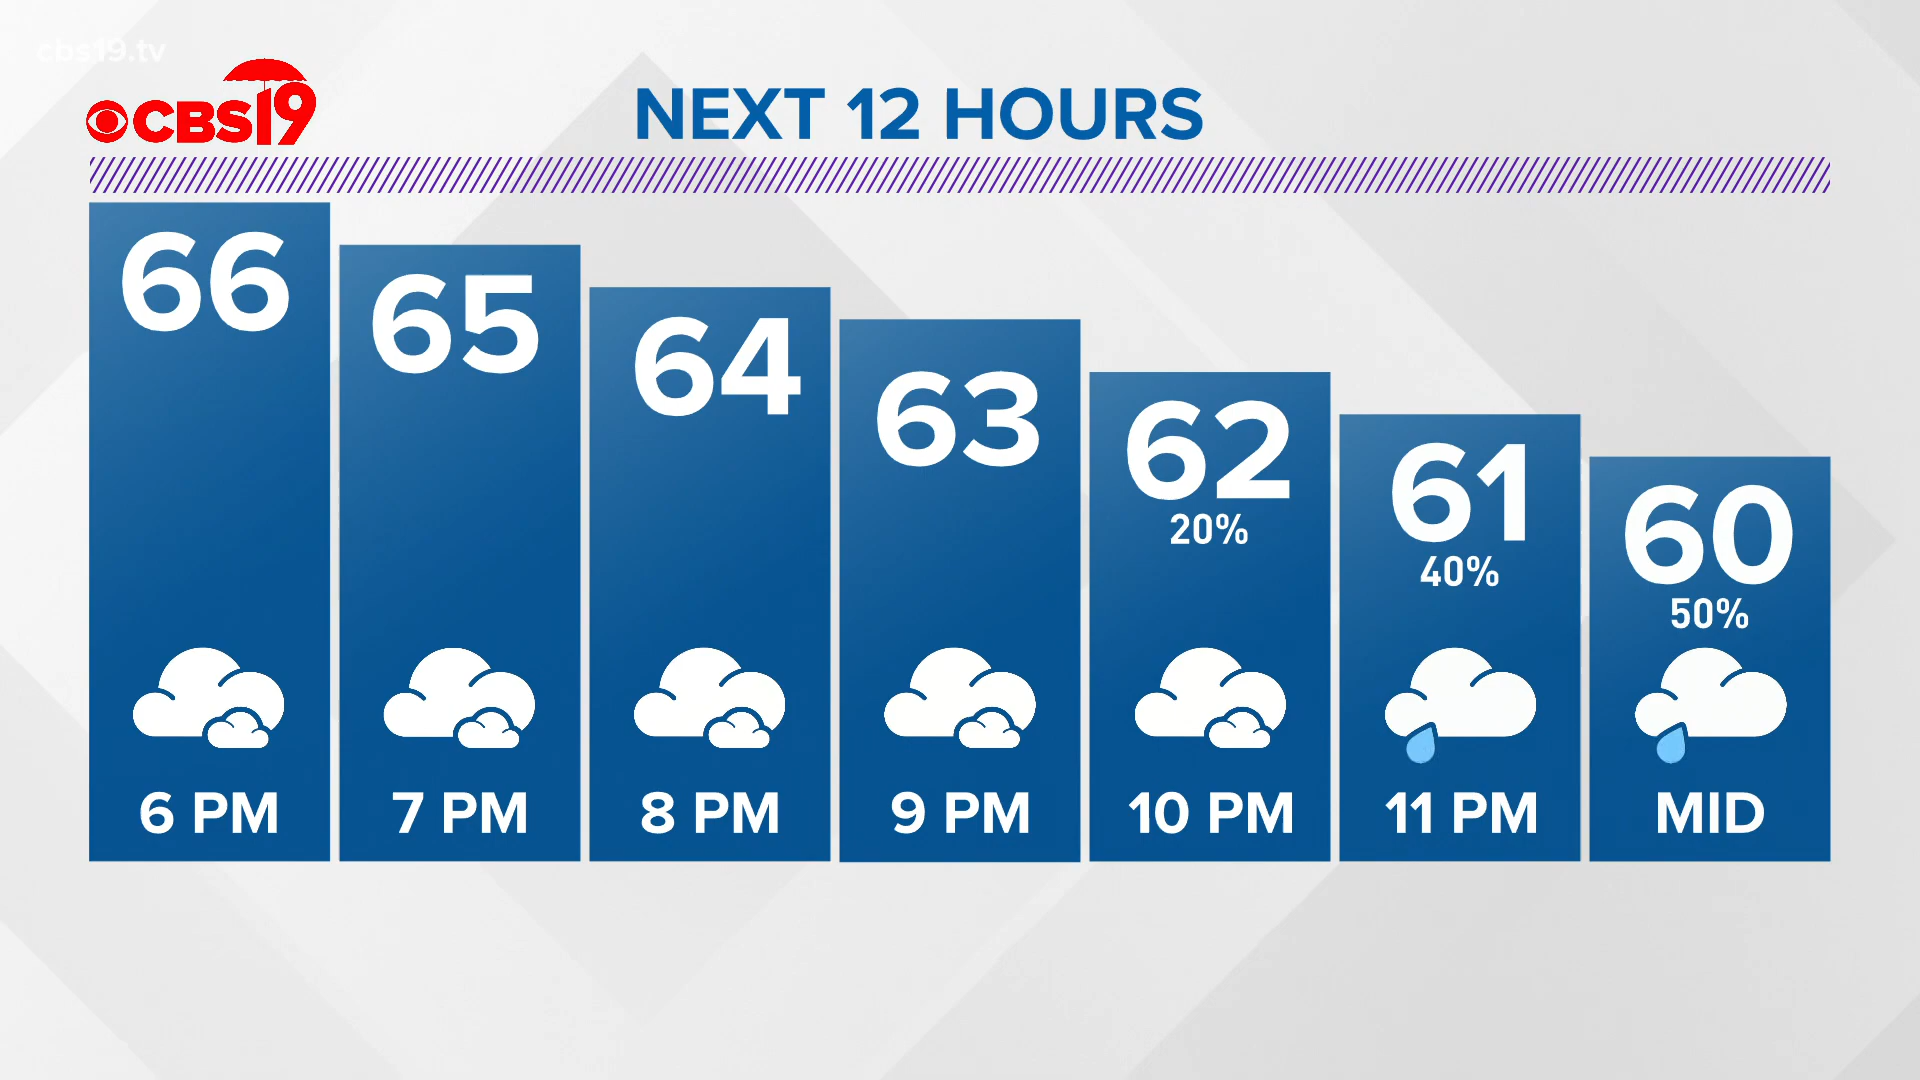 cbs19.tv
CBS19
NEXT 12 HOURS
66
65
64
63
62
20%
61
40%
60
50%
6 PM
7 PM
8 PM
9 PM
10 PM
11 PM
MID